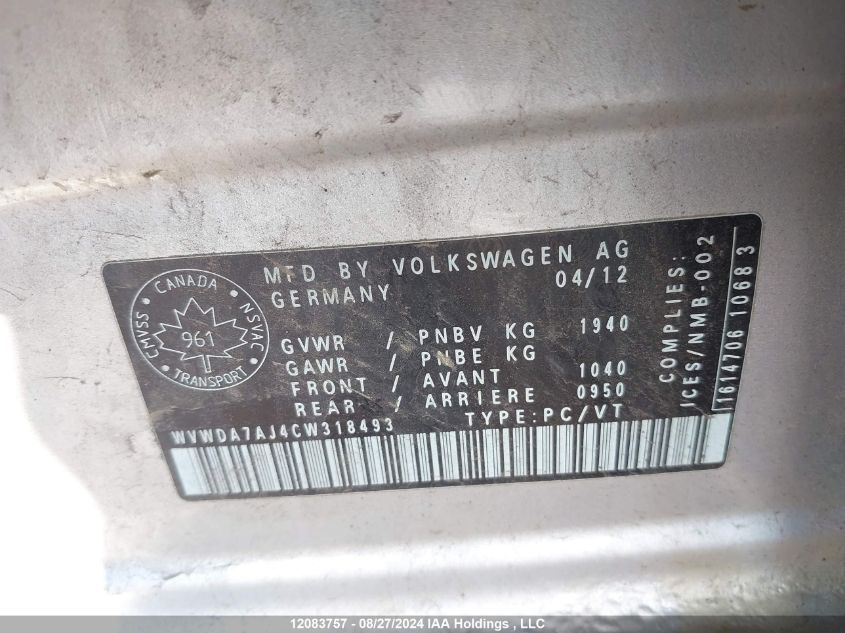 MFD BY VOLKSWAGEN AG
GERMANY 04/12
CANADA
CMVSS NSVAC
961
TRANSPORT
GVWR / PNBV KG 1940
GAWR / PNBE KG
FRONT / AVANT 1040
REAR / ARRIERE 0950
WVWDA7AJ4CW318493 TYPE:PC/VT
COMPLIES:
ICES/NMB-002
1614706 1068 3
12083757 - 08/27/2024 IAA Holdings , LLC